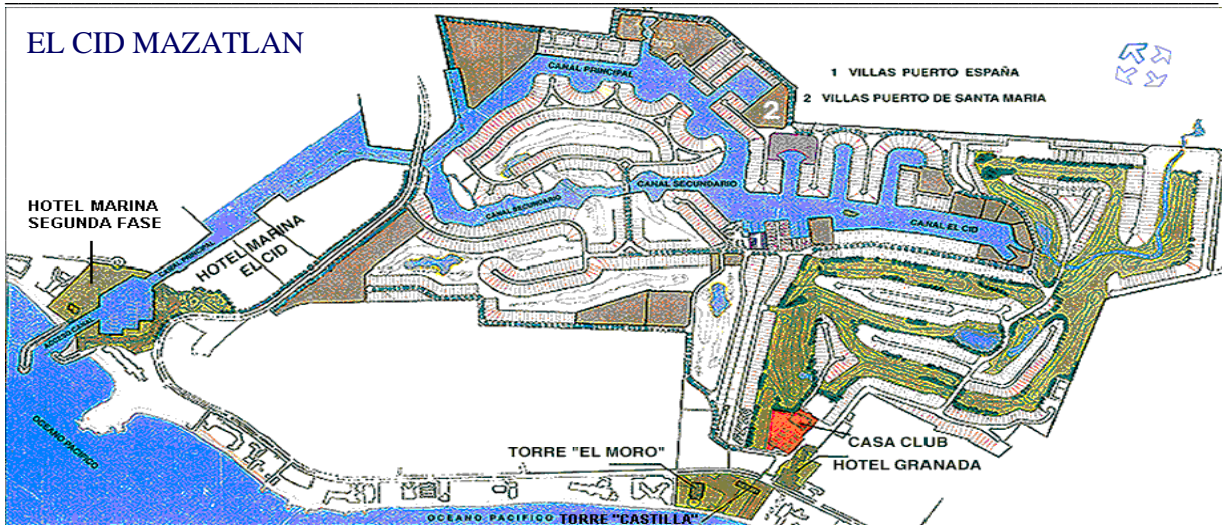 EL CID MAZATLAN
CANAL PRINCIPAL
1 VILLAS PUERTO ESPAÑA
2 VILLAS PUERTO DE SANTA MARIA
2
CANAL SECUNDARIO
CANAL SECUNDARIO
CANAL EL CID
HOTEL MARINA
SEGUNDA FASE
CANAL PRINCIPAL
HOTEL MARINA
EL CID
ACCESO CANAL
OCEANO PACIFICO
CASA CLUB
HOTEL GRANADA
TORRE "EL MORO"
OCEANO PACIFICO
TORRE "CASTILLA"